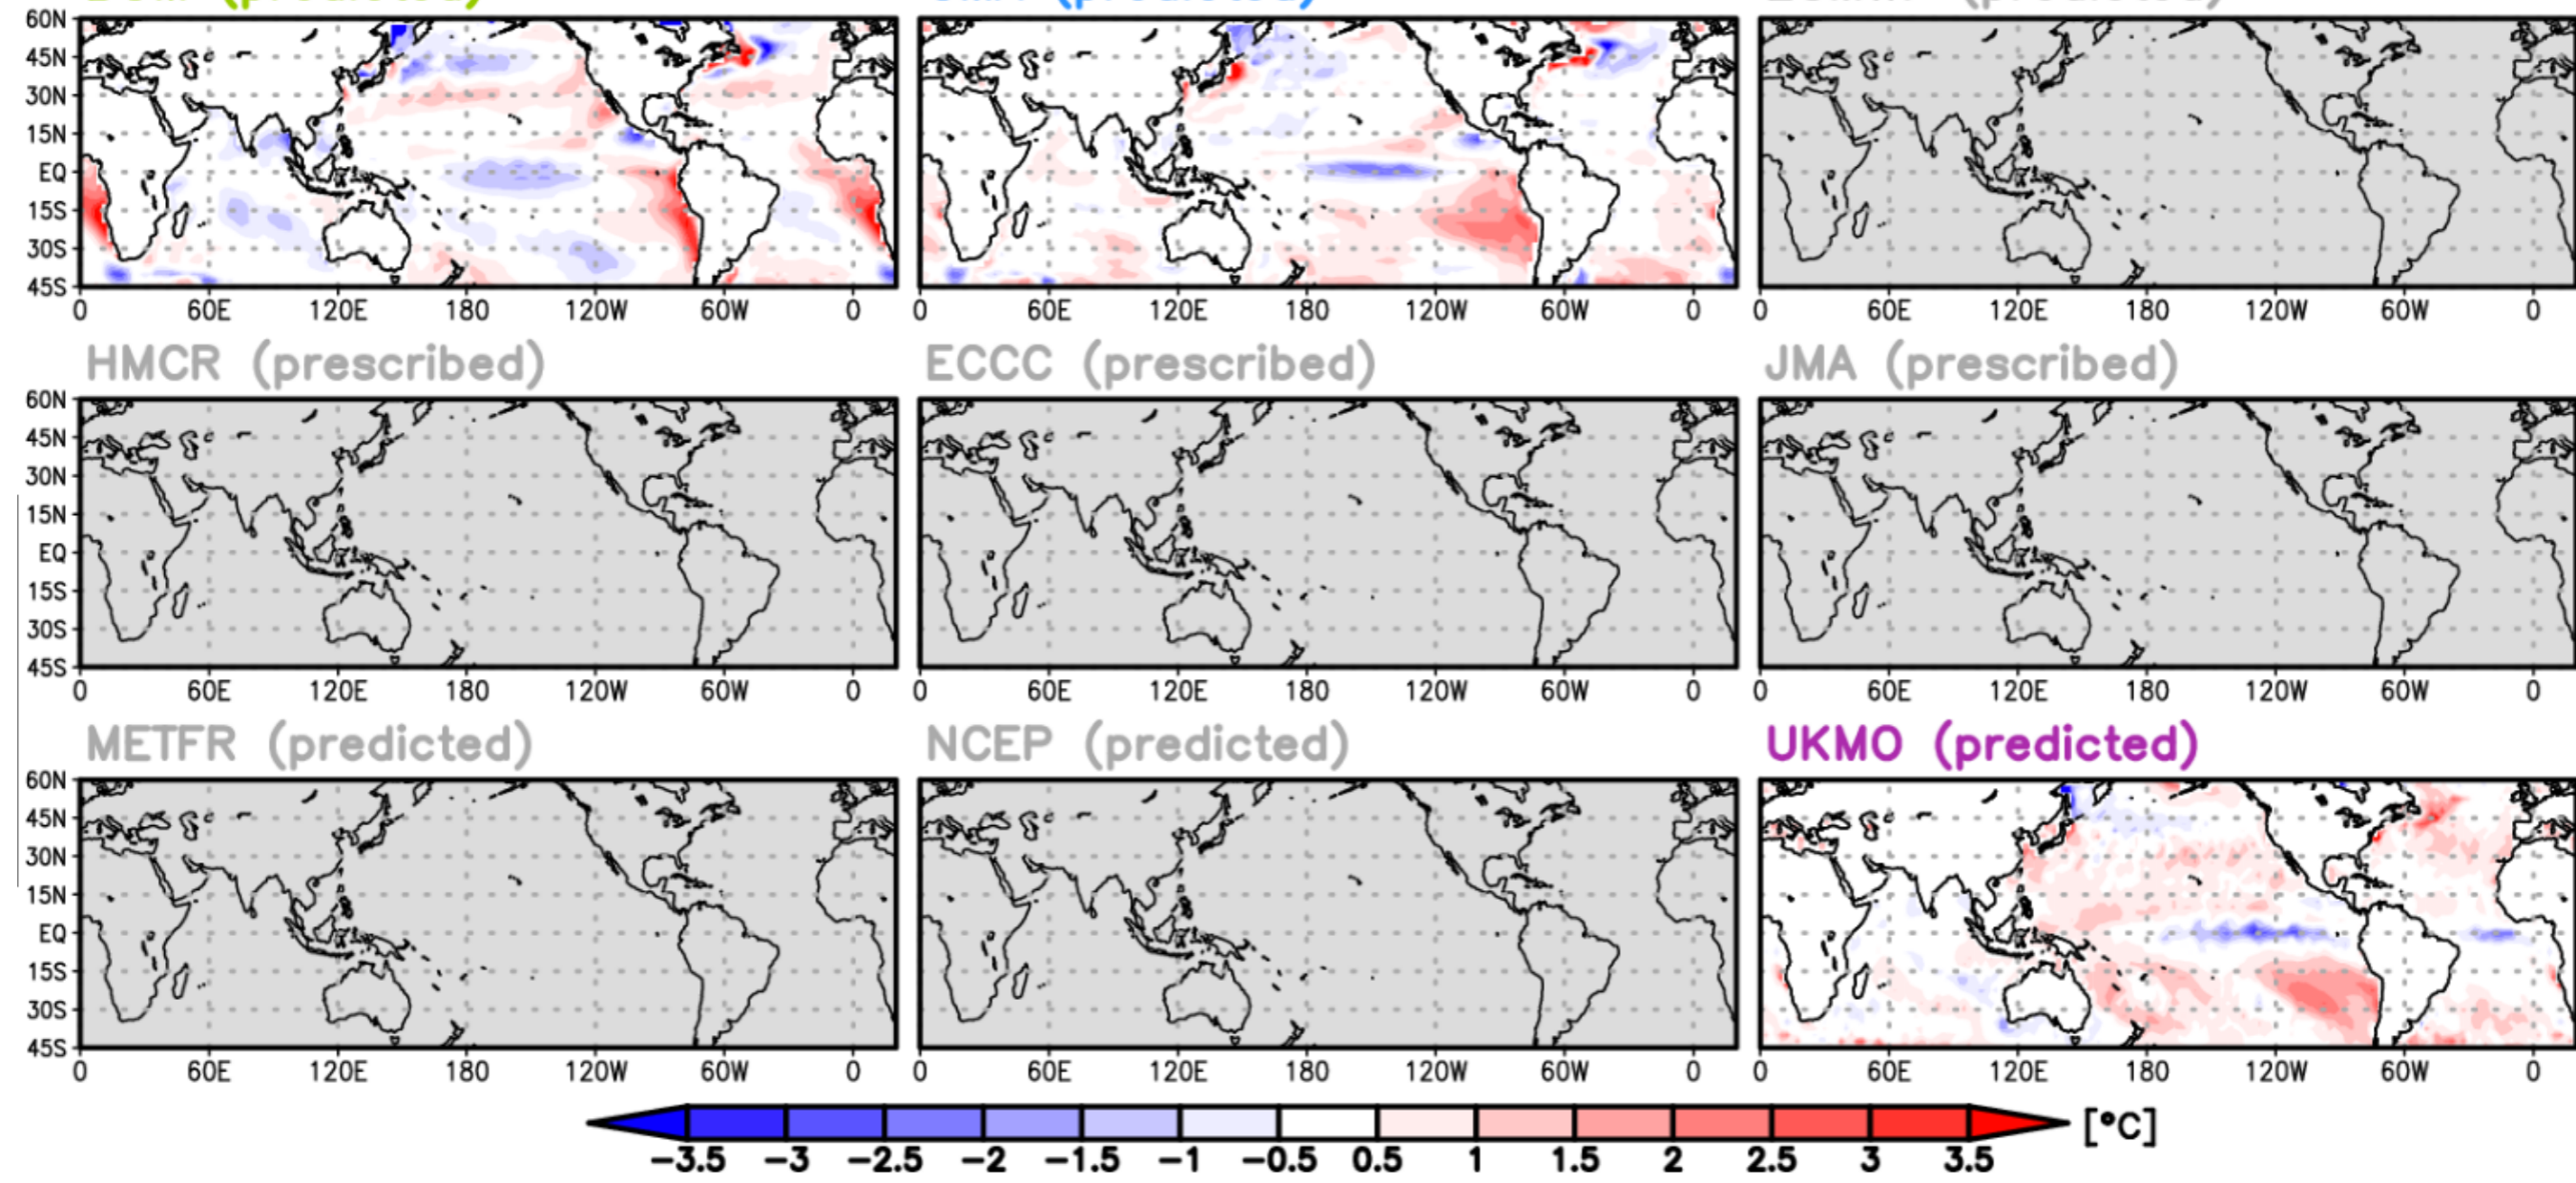 (predicted) (predicted) (predicted)
60N
45N
30N
15N
EQ
15S
30S
45S
0 60E 120E 180 120W 60W 0 0 60E 120E 180 120W 60W 0 0 60E 120E 180 120W 60W 0
HMCR (prescribed) ECCC (prescribed) JMA (prescribed)
60N
45N
30N
15N
EQ
15S
30S
45S
0 60E 120E 180 120W 60W 0 0 60E 120E 180 120W 60W 0 0 60E 120E 180 120W 60W 0
METFR (predicted) NCEP (predicted) UKMO (predicted)
60N
45N
30N
15N
EQ
15S
30S
45S
0 60E 120E 180 120W 60W 0 0 60E 120E 180 120W 60W 0 0 60E 120E 180 120W 60W 0
[°C]
−3.5 −3 −2.5 −2 −1.5 −1 −0.5 0.5 1 1.5 2 2.5 3 3.5